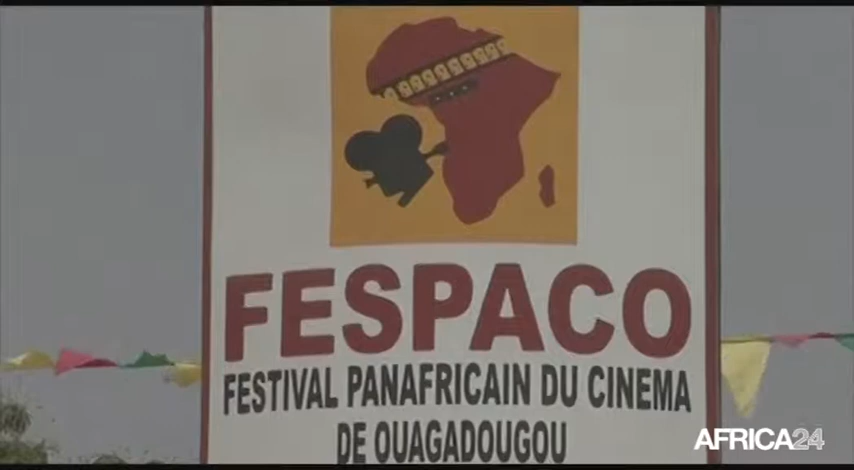 FESPACO
FESTIVAL PANAFRICAIN DU CINEMA
DE OUAGADOUGOU
AFRICA24